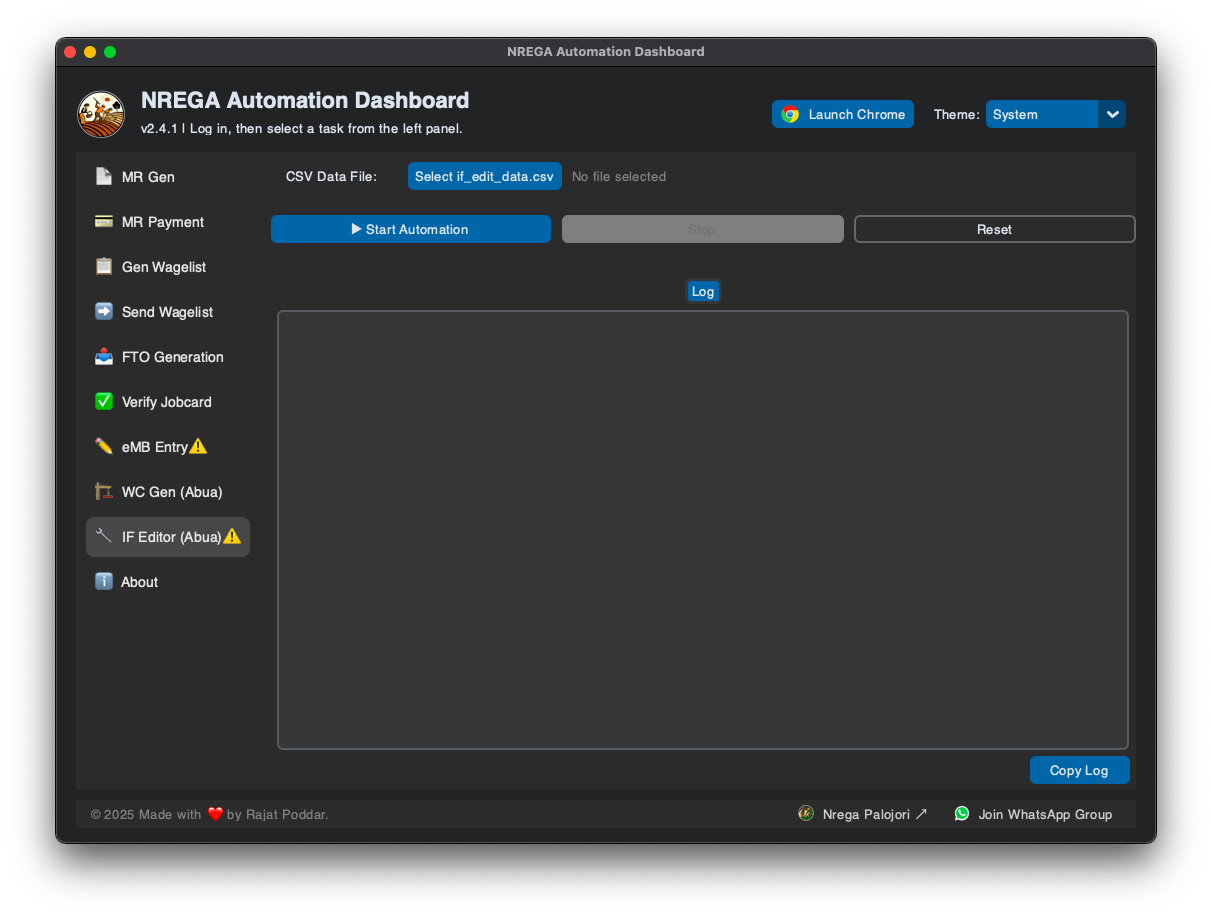 NREGA Automation Dashboard
NREGA Automation Dashboard
v2.4.1 | Log in, then select a task from the left panel.
Launch Chrome
Theme: System
MR Gen
MR Payment
Gen Wagelist
Send Wagelist
FTO Generation
Verify Jobcard
eMB Entry
WC Gen (Abua)
IF Editor (Abua)
About
CSV Data File: Select if_edit_data.csv No file selected
▶ Start Automation Stop Reset
Log
Copy Log
© 2025 Made with ❤️ by Rajat Poddar.
Nrega Palojori ↗ Join WhatsApp Group